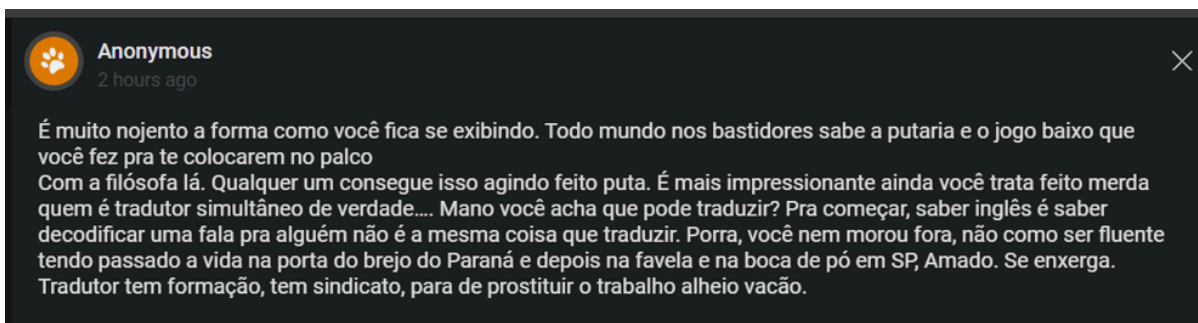 Anonymous
2 hours ago
É muito nojento a forma como você fica se exibindo. Todo mundo nos bastidores sabe a putaria e o jogo baixo que
você fez pra te colocarem no palco
Com a filósofa lá. Qualquer um consegue isso agindo feito puta. É mais impressionante ainda você trata feito merda
quem é tradutor simultâneo de verdade.... Mano você acha que pode traduzir? Pra começar, saber inglês é saber
decodificar uma fala pra alguém não é a mesma coisa que traduzir. Porra, você nem morou fora, não como ser fluente
tendo passado a vida na porta do brejo do Paraná e depois na favela e na boca de pó em SP, Amado. Se enxerga.
Tradutor tem formação, tem sindicato, para de prostituir o trabalho alheio vacão.